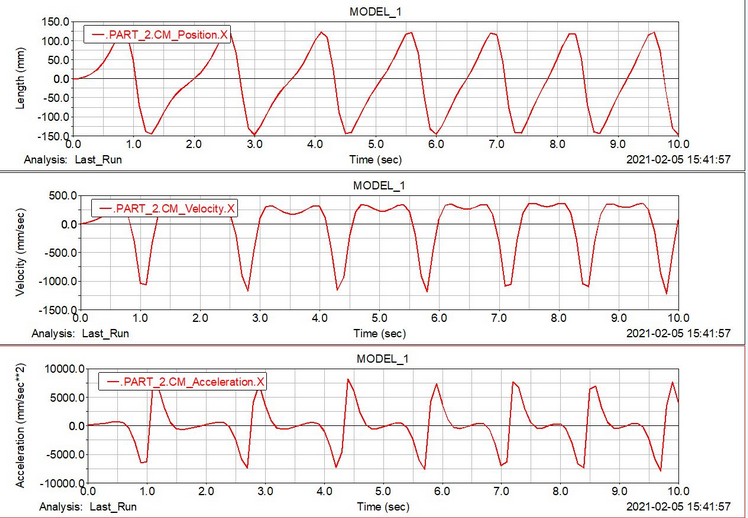 MODEL_1
150.0
.PART_2.CM_Position.X
100.0
50.0
Length (mm)
0.0
-50.0
-100.0
-150.0
0.0 1.0 2.0 3.0 4.0 5.0 6.0 7.0 8.0 9.0 10.0
Analysis: Last_Run Time (sec) 2021-02-05 15:41:57
MODEL_1
500.0
.PART_2.CM_Velocity.X
0.0
Velocity (mm/sec)
-500.0
-1000.0
-1500.0
0.0 1.0 2.0 3.0 4.0 5.0 6.0 7.0 8.0 9.0 10.0
Analysis: Last_Run Time (sec) 2021-02-05 15:41:57
MODEL_1
10000.0
.PART_2.CM_Acceleration.X
5000.0
Acceleration (mm/sec**2)
0.0
-5000.0
-10000.0
0.0 1.0 2.0 3.0 4.0 5.0 6.0 7.0 8.0 9.0 10.0
Analysis: Last_Run Time (sec) 2021-02-05 15:41:57